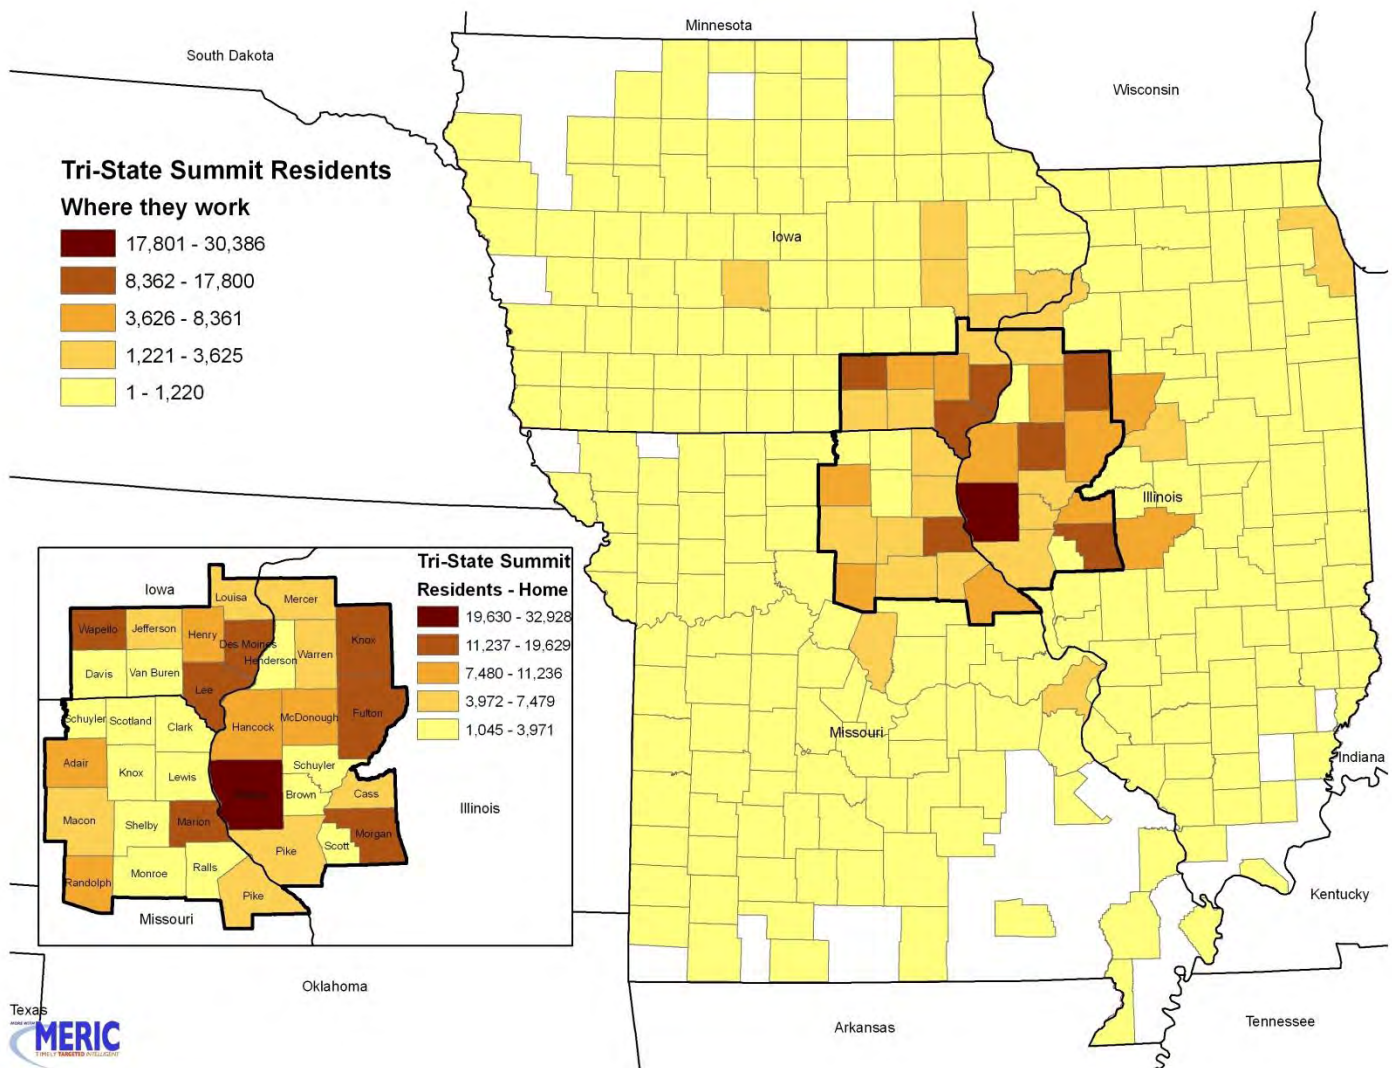 Minnesota
South Dakota
Wisconsin
Tri-State Summit Residents
Where they work
17,801 - 30,386
8,362 - 17,800
3,626 - 8,361
1,221 - 3,625
1 - 1,220
Iowa
Illinois
Missouri
Indiana
Kentucky
Tennessee
Arkansas
Oklahoma
Texas
Tri-State Summit
Residents - Home
19,630 - 32,928
11,237 - 19,629
7,480 - 11,236
3,972 - 7,479
1,045 - 3,971
Iowa
Louisa
Mercer
Wapello
Jefferson
Henry
Des Moines
Knox
Henderson
Warren
Davis
Van Buren
Lee
Schuyler
Scotland
Clark
Hancock
McDonough
Fulton
Adair
Knox
Lewis
Schuyler
Brown
Cass
Illinois
Macon
Shelby
Marion
Morgan
Scott
Pike
Randolph
Monroe
Ralls
Pike
Missouri
MERIC
TIMELY TARGETED INTELLIGENT